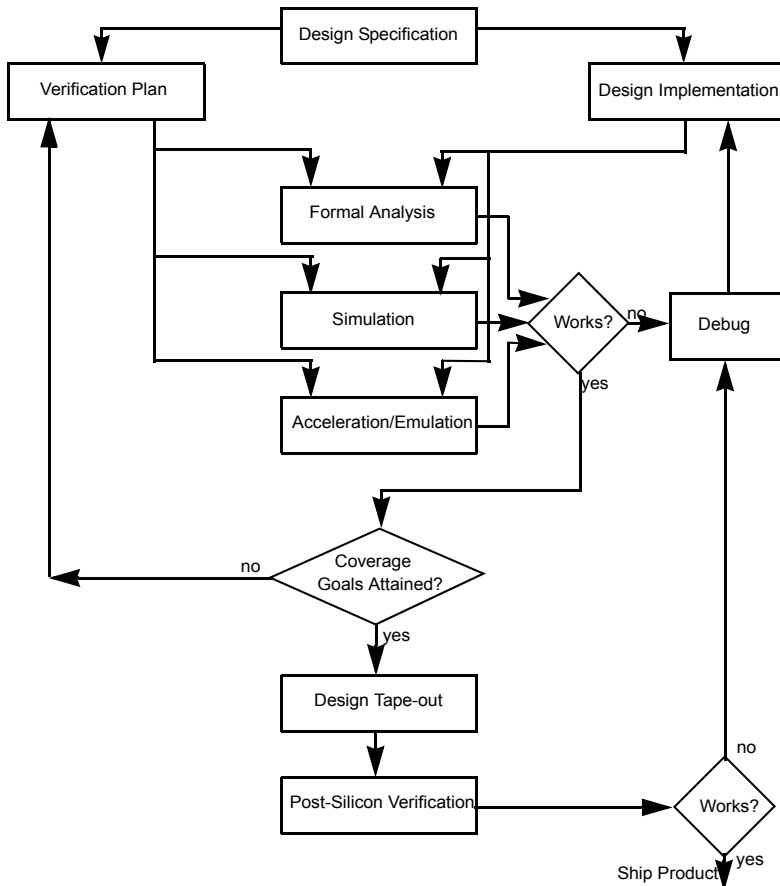 Design Specification
Verification Plan
Design Implementation
Formal Analysis
Simulation
Works?
no
Debug
yes
Acceleration/Emulation
no
Coverage
Goals Attained?
yes
Design Tape-out
no
Post-Silicon Verification
Works?
yes
Ship Product